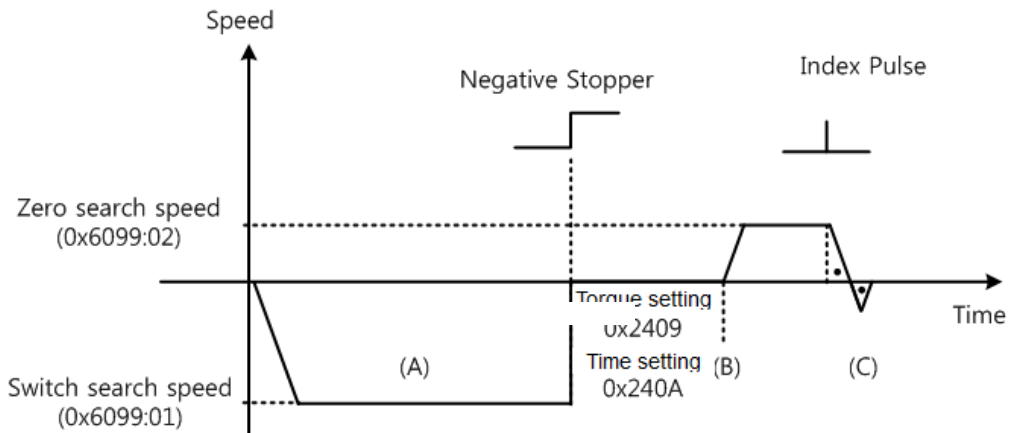 Speed
Negative Stopper
Index Pulse
Zero search speed
(0x6099:02)
Torque setting
0x2409
Time
Time setting
0x240A
(A)
(B)
(C)
Switch search speed
(0x6099:01)